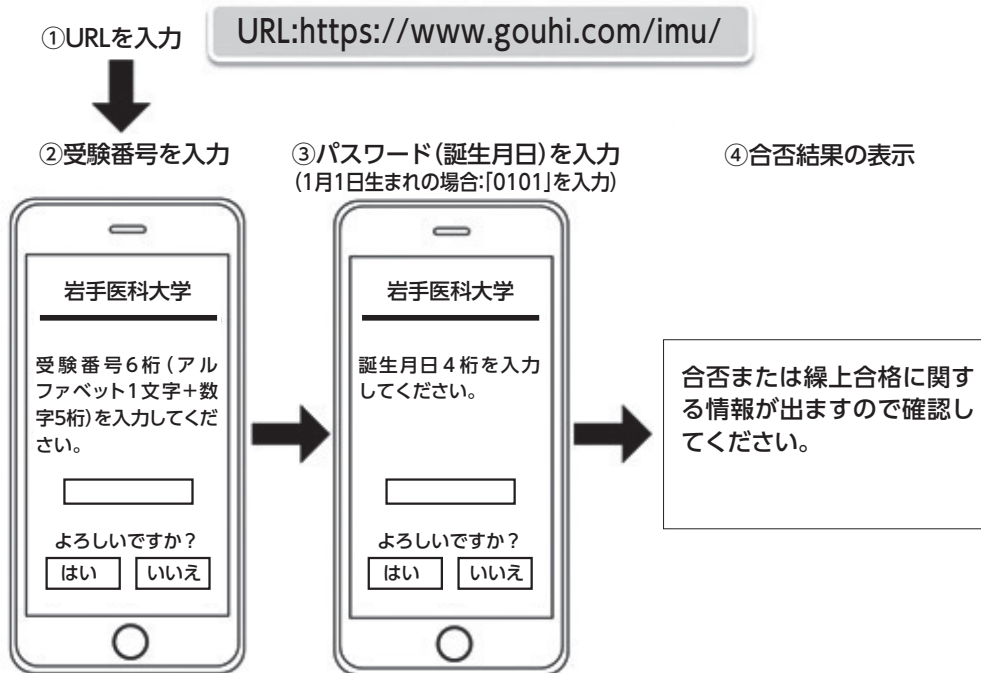 ①URLを入力
URL:https://www.gouhi.com/imu/
②受験番号を入力
岩手医科大学
受験番号6桁(アル
ファベット1文字+数
字5桁)を入力してくだ
さい。
よろしいですか?
はい
いいえ
③パスワード(誕生月日)を入力
(1月1日生まれの場合:「0101」を入力)
岩手医科大学
誕生月日4桁を入力
してください。
よろしいですか?
はい
いいえ
④合否結果の表示
合否または繰上合格に関す
る情報が出ますので確認し
てください。